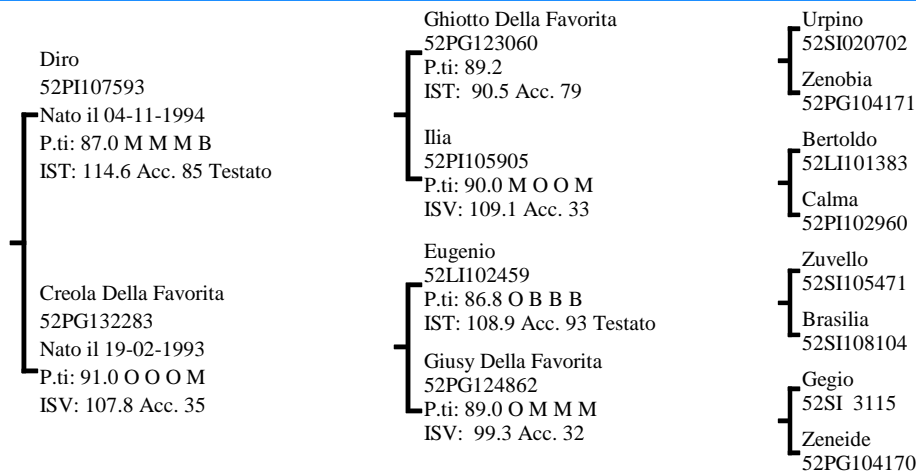 Diro
52PI107593
Nato il 04-11-1994
P.ti: 87.0 M M M B
IST: 114.6 Acc. 85 Testato
Creola Della Favorita
52PG132283
Nato il 19-02-1993
P.ti: 91.0 O O O M
ISV: 107.8 Acc. 35
Ghiotto Della Favorita
52PG123060
P.ti: 89.2
IST:  90.5 Acc. 79
Ilia
52PI105905
P.ti: 90.0 M O O M
ISV: 109.1 Acc. 33
Eugenio
52LI102459
P.ti: 86.8 O B B B
IST: 108.9 Acc. 93 Testato
Giusy Della Favorita
52PG124862
P.ti: 89.0 O M M M
ISV:  99.3 Acc. 32
Urpino
52SI020702
Zenobia
52PG104171
Bertoldo
52LI101383
Calma
52PI102960
Zuvello
52SI105471
Brasilia
52SI108104
Gegio
52SI  3115
Zeneide
52PG104170